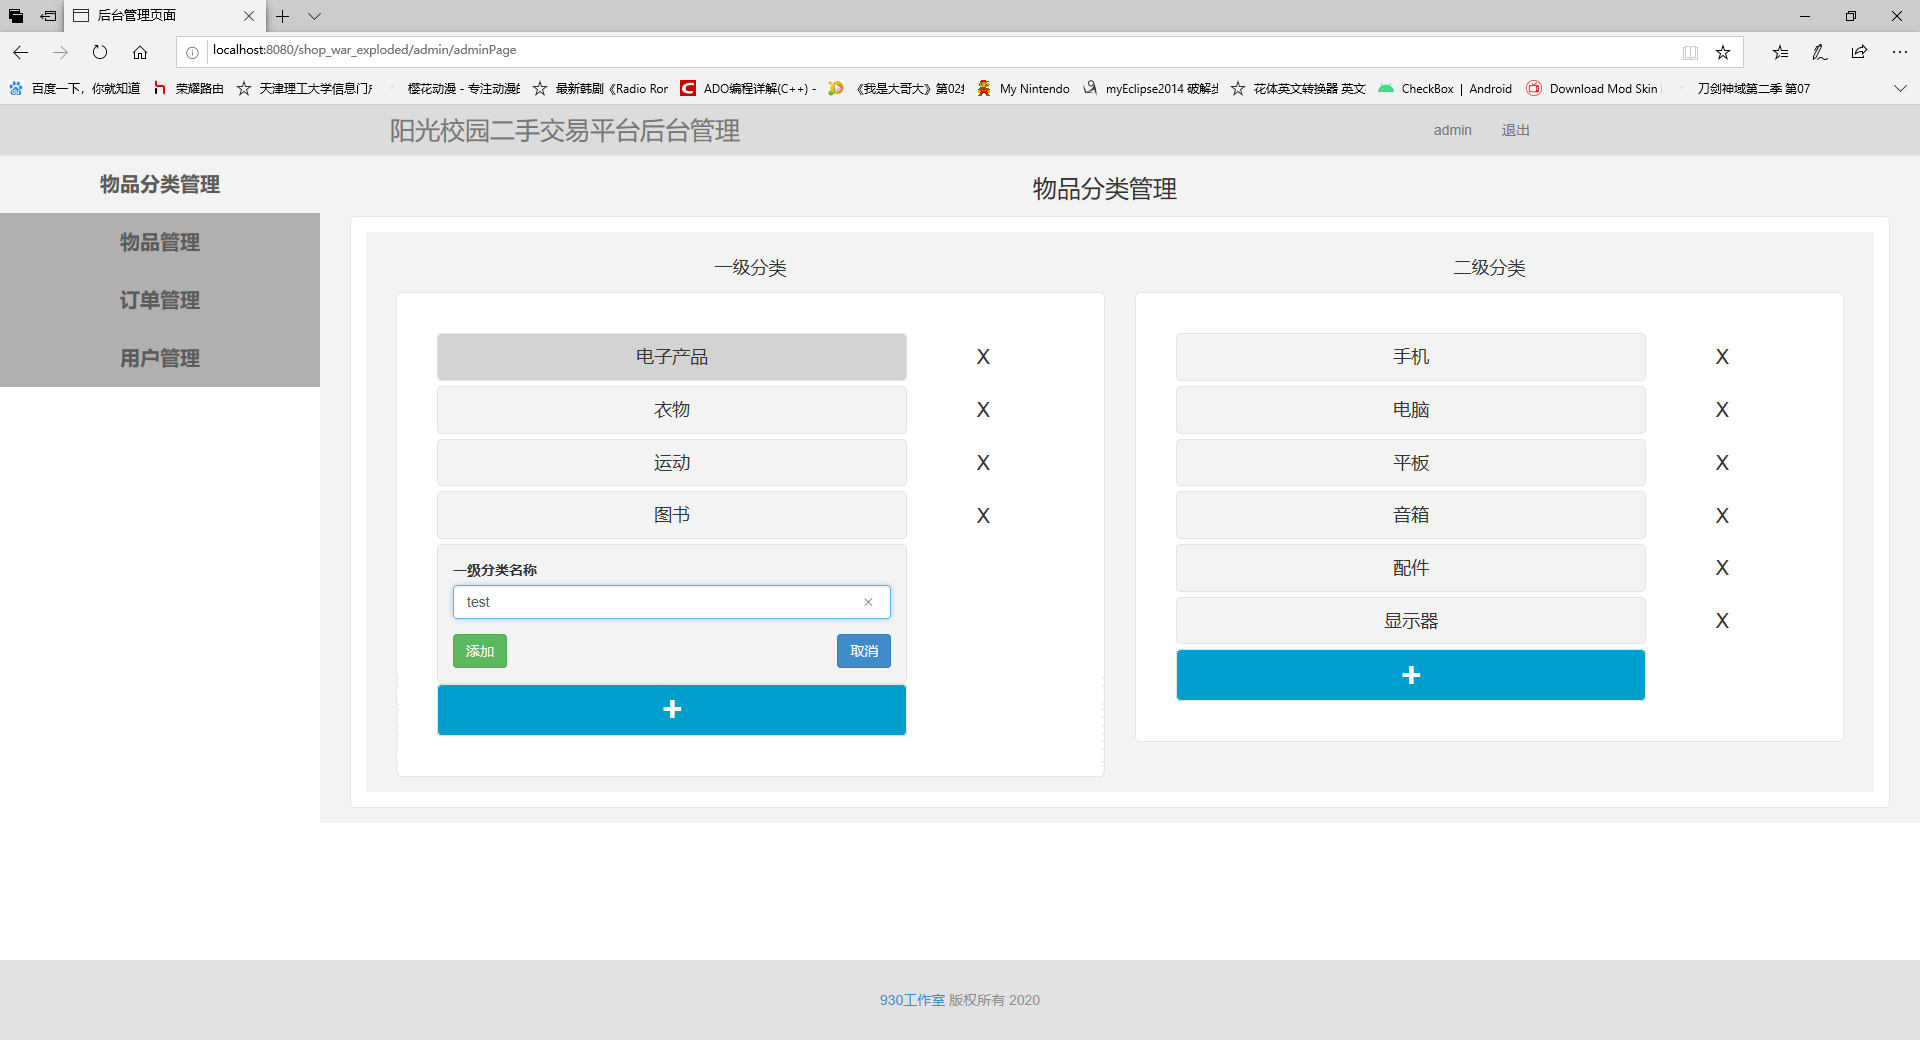 后台管理页面
localhost:8080/shop_war_exploded/admin/adminPage
百度一下，你就知道
荣耀路由
天津理工大学信息门户
樱花动漫 - 专注动漫的
最新韩剧《Radio Ror
ADO编程详解(C++) -
《我是大哥大》第02集
My Nintendo
myEclipse2014 破解步
花体英文转换器 英文
CheckBox | Android
Download Mod Skin
刀剑神域第二季 第07
阳光校园二手交易平台后台管理
admin
退出
物品分类管理
物品管理
订单管理
用户管理
物品分类管理
一级分类
电子产品 X
衣物 X
运动 X
图书 X
一级分类名称
test
添加
取消
+
二级分类
手机 X
电脑 X
平板 X
音箱 X
配件 X
显示器 X
+
930工作室 版权所有 2020